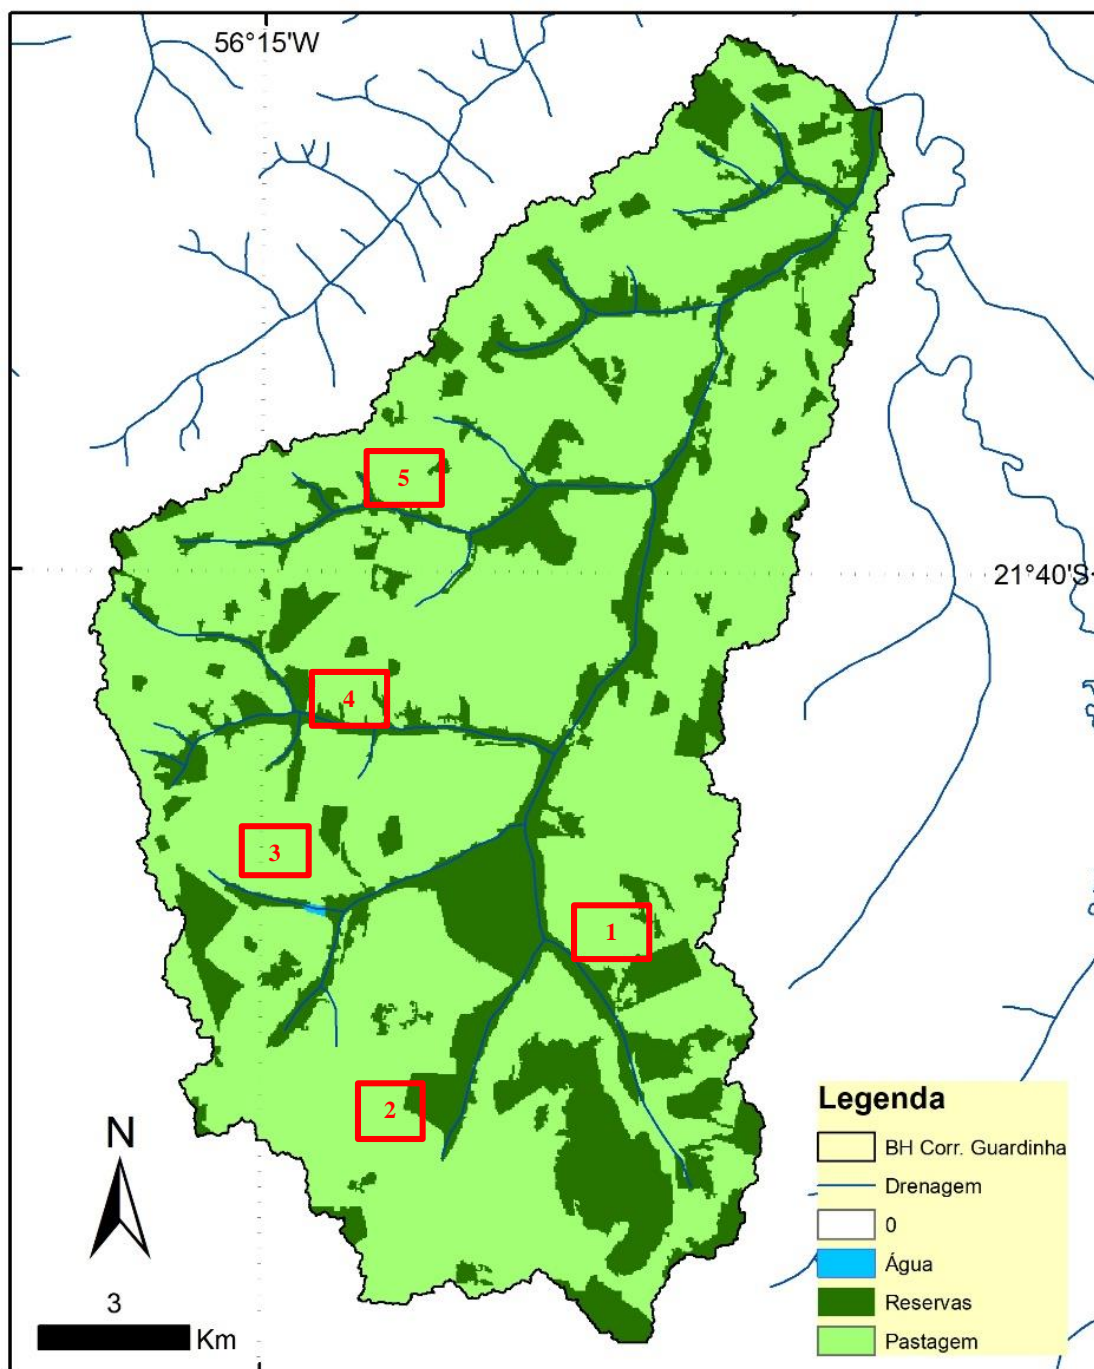 56°15'W
5
21°40'S
4
3
1
2
N
3
Km
Legenda
BH Corr. Guardinha
Drenagem
0
Água
Reservas
Pastagem